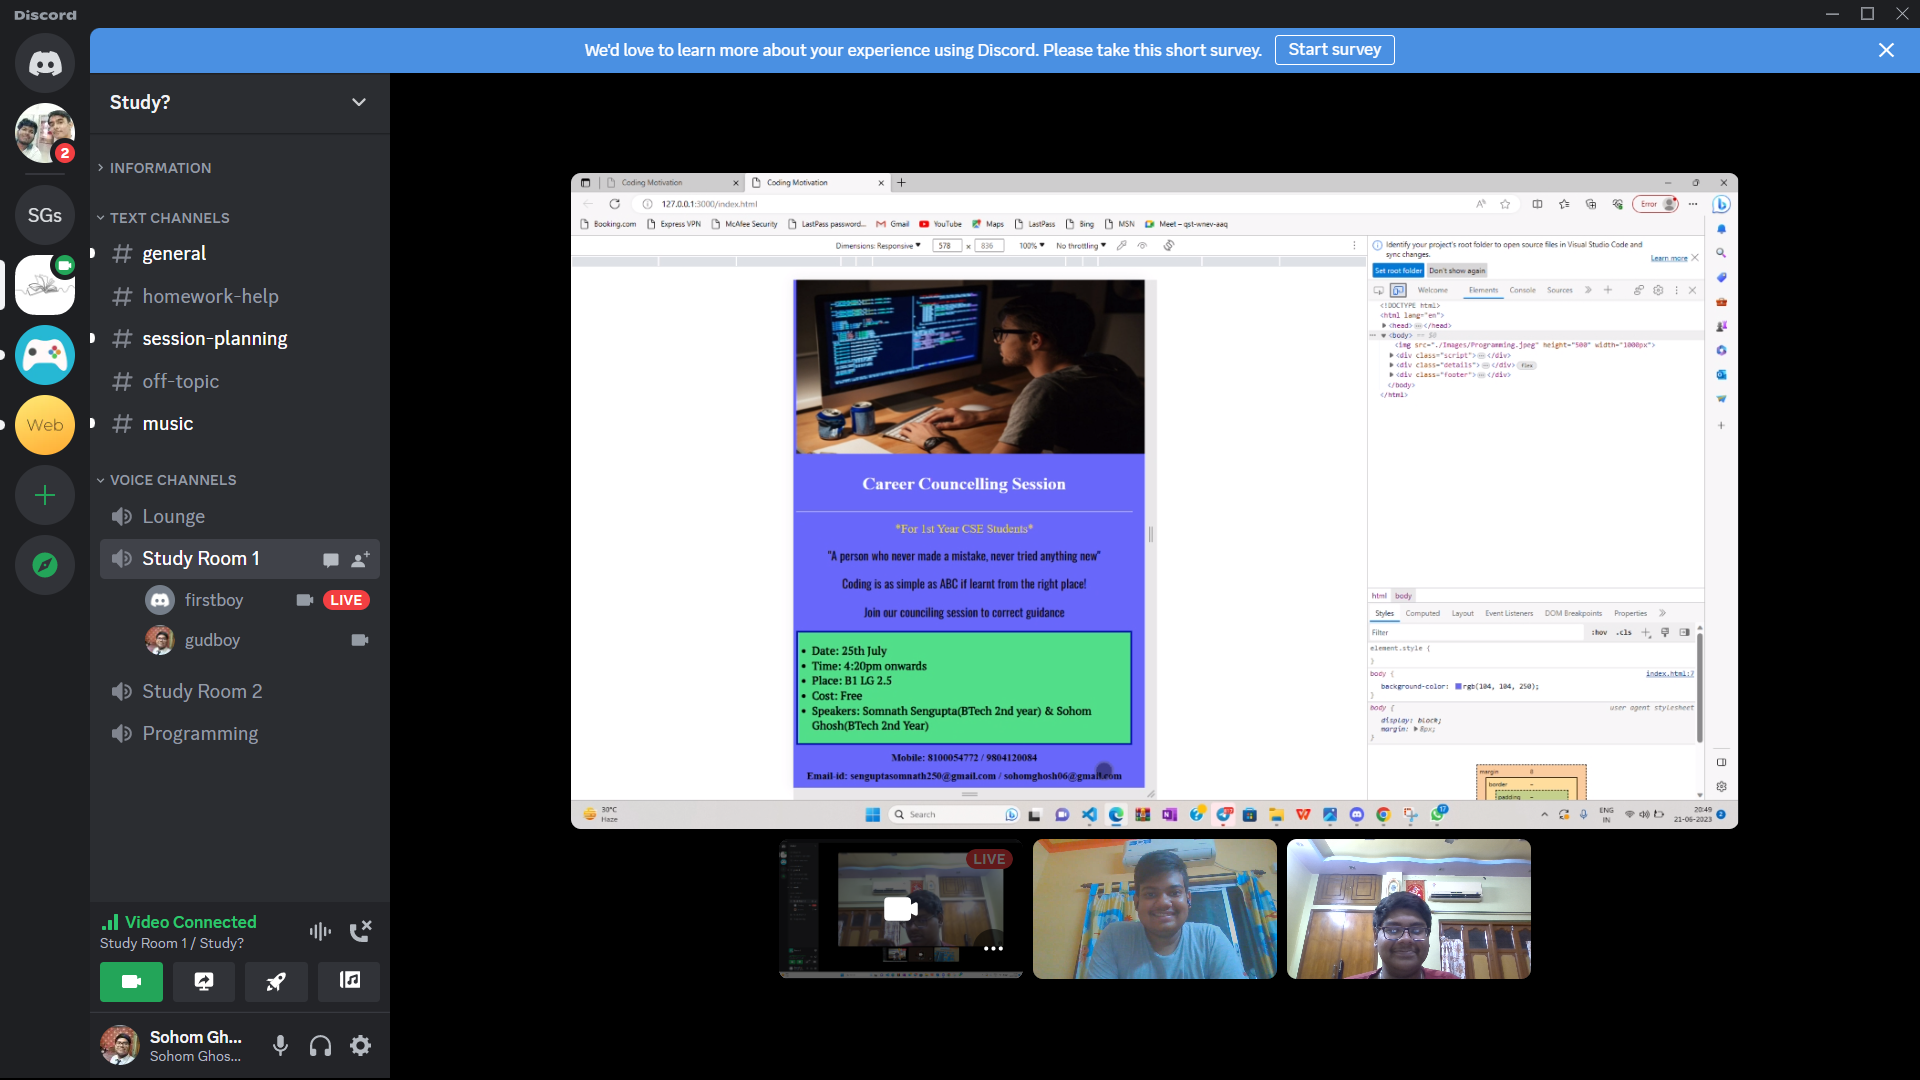 Discord
We'd love to learn more about your experience using Discord. Please take this short survey. Start survey
Study?
2
INFORMATION
SGs
TEXT CHANNELS
general
homework-help
session-planning
off-topic
Web
music
VOICE CHANNELS
Lounge
Study Room 1
firstboy LIVE
gudboy
Study Room 2
Programming
Video Connected
Study Room 1 / Study?
Sohom Gh...
Sohom Ghos...
Coding Motivation
Coding Motivation
127.0.0.1:3000/index.html
Error
Booking.com Express VPN McAfee Security LastPass password... Gmail YouTube Maps LastPass Bing MSN Meet – qst-wnev-aaq
Dimensions: Responsive 578 x 836 100% No throttling
Identify your project's root folder to open source files in Visual Studio Code and
sync changes.
Learn more
Set root folder Don't show again
Welcome Elements Console Sources
<!DOCTYPE html>
<html lang="en">
<head> </head>
<body> == $0
<img src="./Images/Programming.jpeg" height="500" width="1000px">
<div class="script"> </div>
<div class="details"> </div> flex
<div class="footer"> </div>
</body>
</html>
Career Councelling Session
*For 1st Year CSE Students*
"A person who never made a mistake, never tried anything new"
Coding is as simple as ABC if learnt from the right place!
Join our counciling session to correct guidance
Date: 25th July
Time: 4:20pm onwards
Place: B1 LG 2.5
Cost: Free
Speakers: Somnath Sengupta(BTech 2nd year) & Sohom
Ghosh(BTech 2nd Year)
Mobile: 8100054772 / 9804120084
Email-id: senguptasomnath250@gmail.com / sohomghosh06@gmail.com
html body
Styles Computed Layout Event Listeners DOM Breakpoints Properties
Filter :hov .cls
element.style {
}
body { index.html:7
background-color: rgb(104, 104, 250);
}
body { user agent stylesheet
display: block;
margin: 8px;
}
margin 8
border –
padding –
30°C
Haze
Search
ENG
IN
20:49
21-06-2023
LIVE